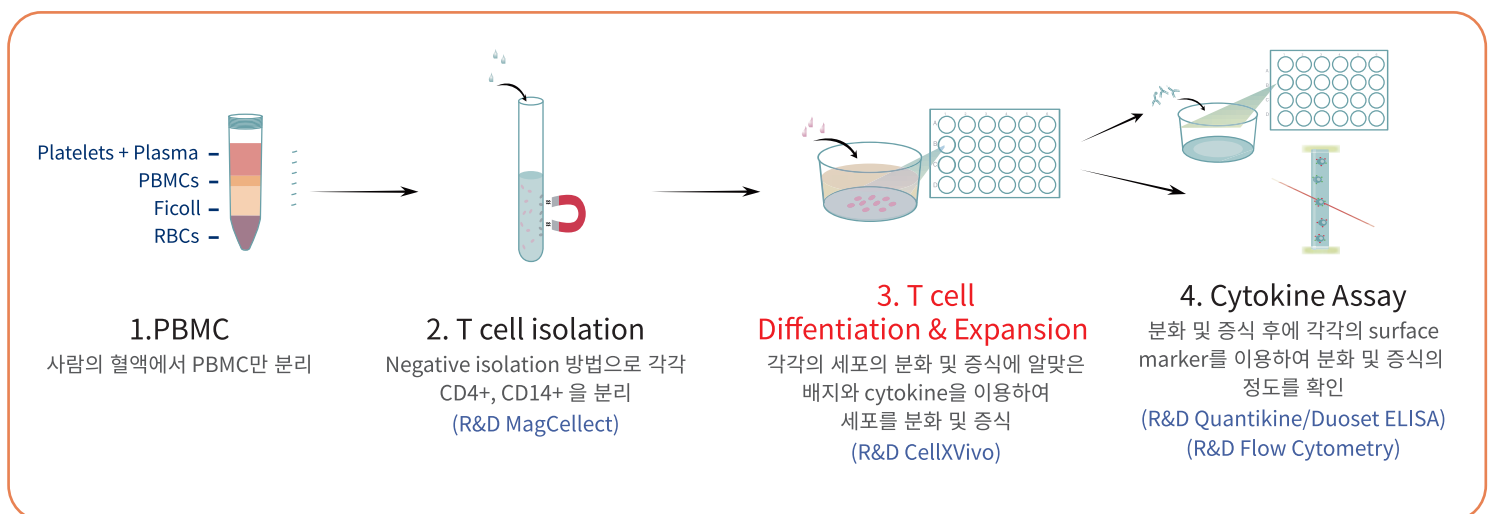 Platelets + Plasma
PBMCs
Ficoll
RBCs
1.PBMC
사람의 혈액에서 PBMC만 분리
2. T cell isolation
Negative isolation 방법으로 각각
CD4+, CD14+ 을 분리
(R&D MagCellect)
3. T cell
Diffentiation & Expansion
각각의 세포의 분화 및 증식에 알맞은
배지와 cytokine을 이용하여
세포를 분화 및 증식
(R&D CellXVivo)
4. Cytokine Assay
분화 및 증식 후에 각각의 surface
marker를 이용하여 분화 및 증식의
정도를 확인
(R&D Quantikine/Duoset ELlSA)
(R&D Flow Cytometry)